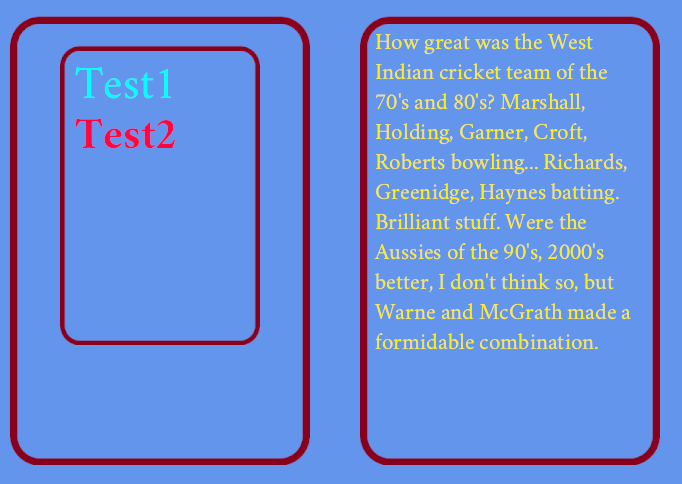 Test1
Test2
How great was the West
Indian cricket team of the
70's and 80's? Marshall,
Holding, Garner, Croft,
Roberts bowling... Richards,
Greenidge, Haynes batting.
Brilliant stuff. Were the
Aussies of the 90's, 2000's
better, I don't think so, but
Warne and McGrath made a
formidable combination.